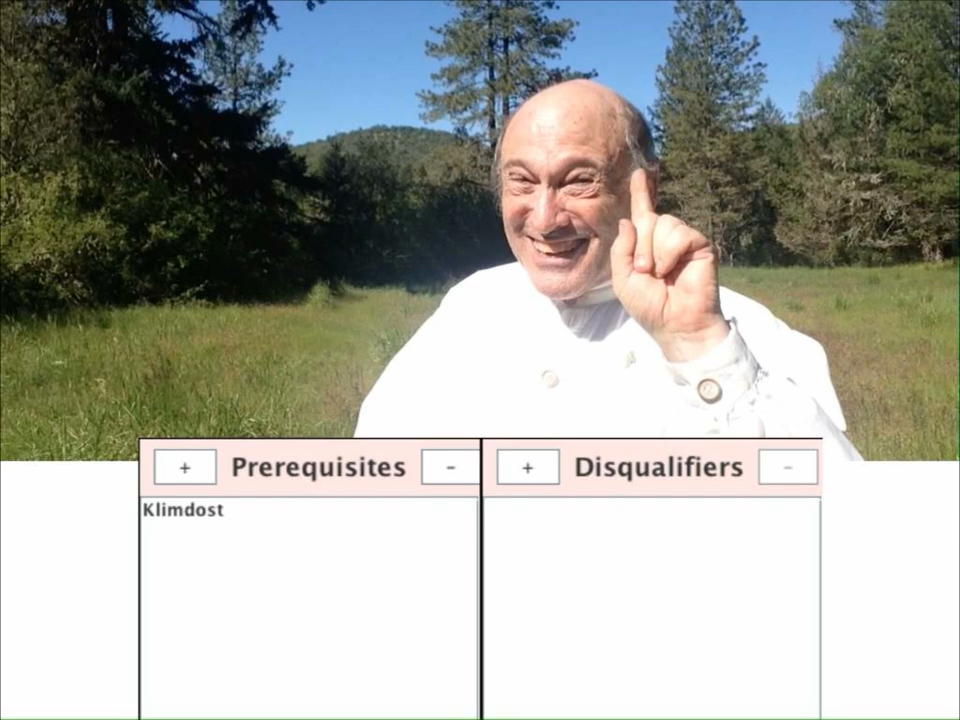 + Prerequisites - + Disqualifiers -
Klimdost